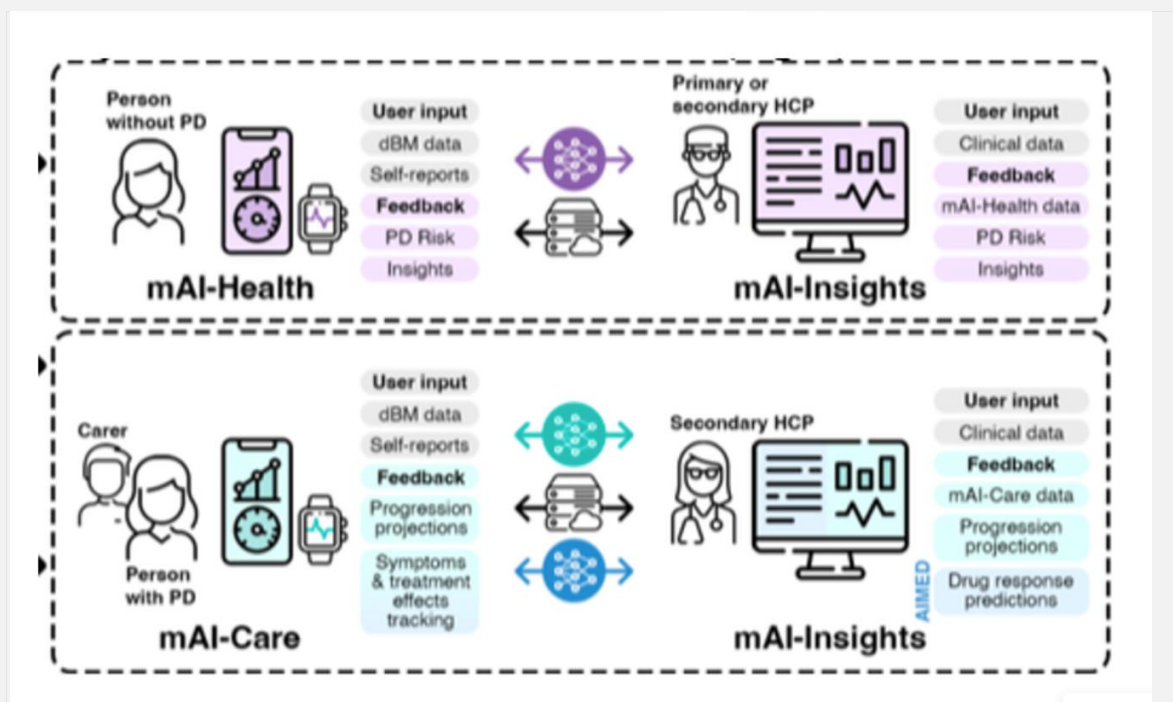 Person
without PD
User input
dBM data
Self-reports
Feedback
PD Risk
Insights
mAI-Health
Primary or
secondary HCP
User input
Clinical data
Feedback
mAI-Health data
PD Risk
Insights
mAI-Insights
Carer
Person
with PD
User input
dBM data
Self-reports
Feedback
Progression
projections
Symptoms
& treatment
effects
tracking
mAI-Care
Secondary HCP
User input
Clinical data
Feedback
mAI-Care data
Progression
projections
AIMED
Drug response
predictions
mAI-Insights